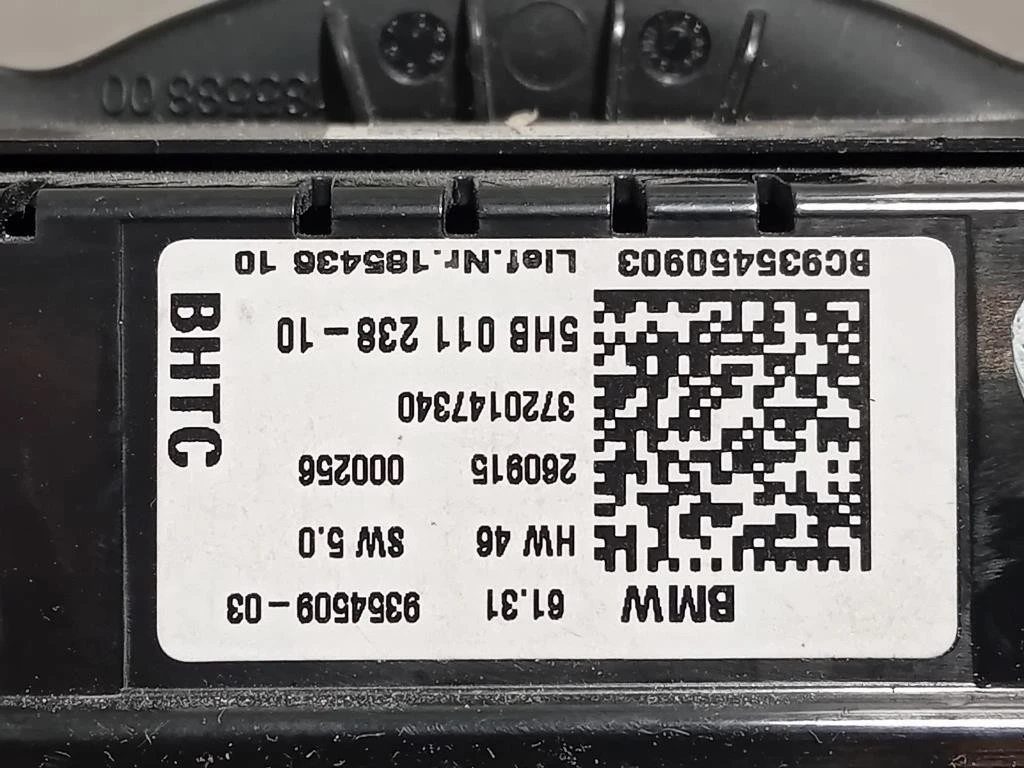 BMW 61.31 9354509-03
HW 46 SW 5.0
260915 000256
3720147340
5HB 011 238-10
BC935450903 Lief.Nr.185436 10
BHTC